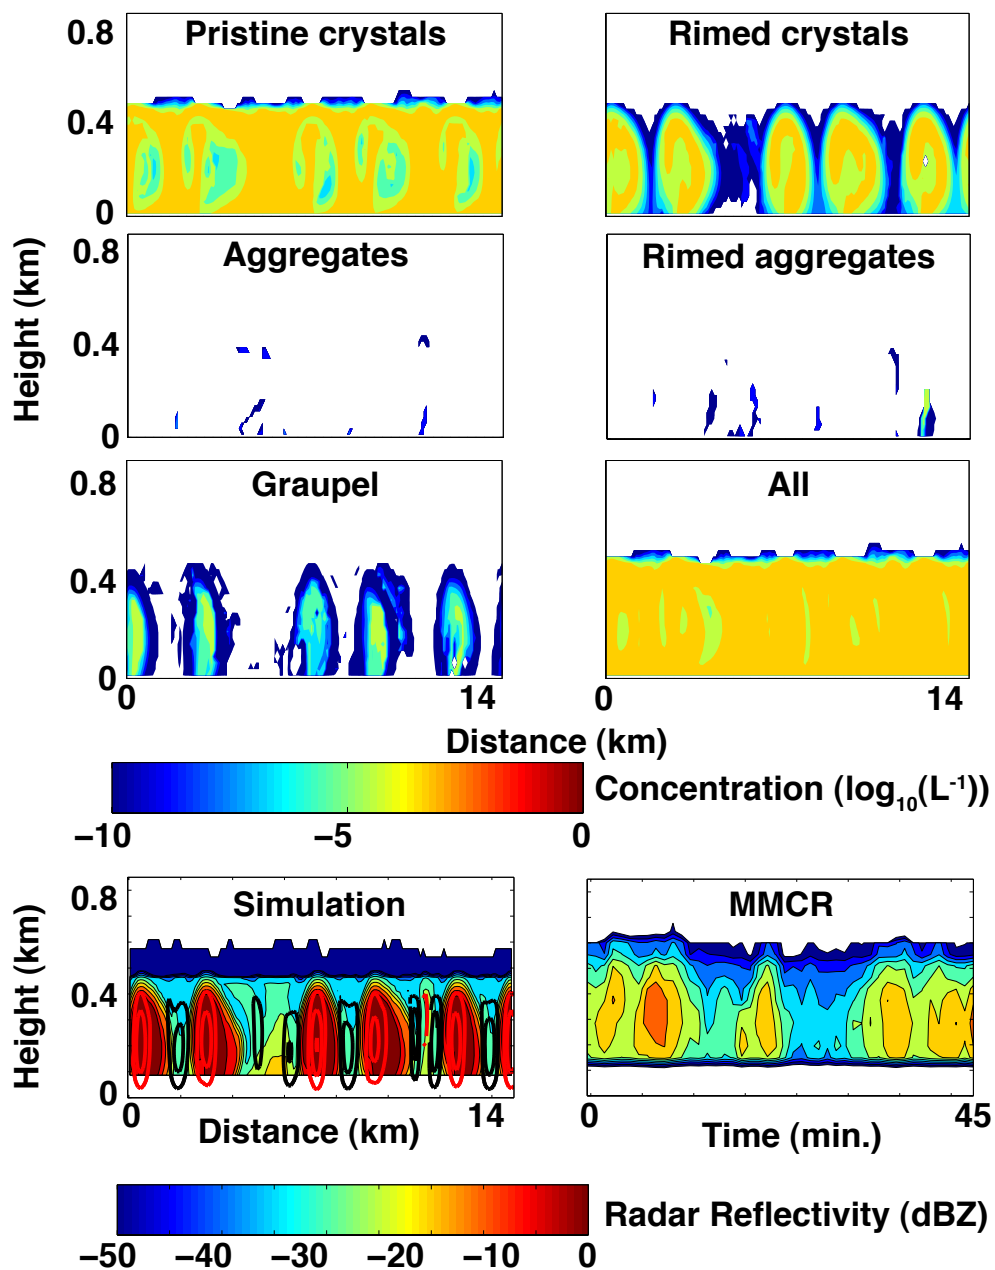 Pristine crystals
Rimed crystals
0.8
0.4
0
Height (km)
Aggregates
Rimed aggregates
0.8
0.4
0
Graupel
All
0.8
0.4
0
0
14
0
14
Distance (km)
−10
−5
0
Concentration (log10(L-1))
Simulation
MMCR
0.8
0.4
0
Height (km)
0
14
Distance (km)
0
45
Time (min.)
−50
−40
−30
−20
−10
0
Radar Reflectivity (dBZ)